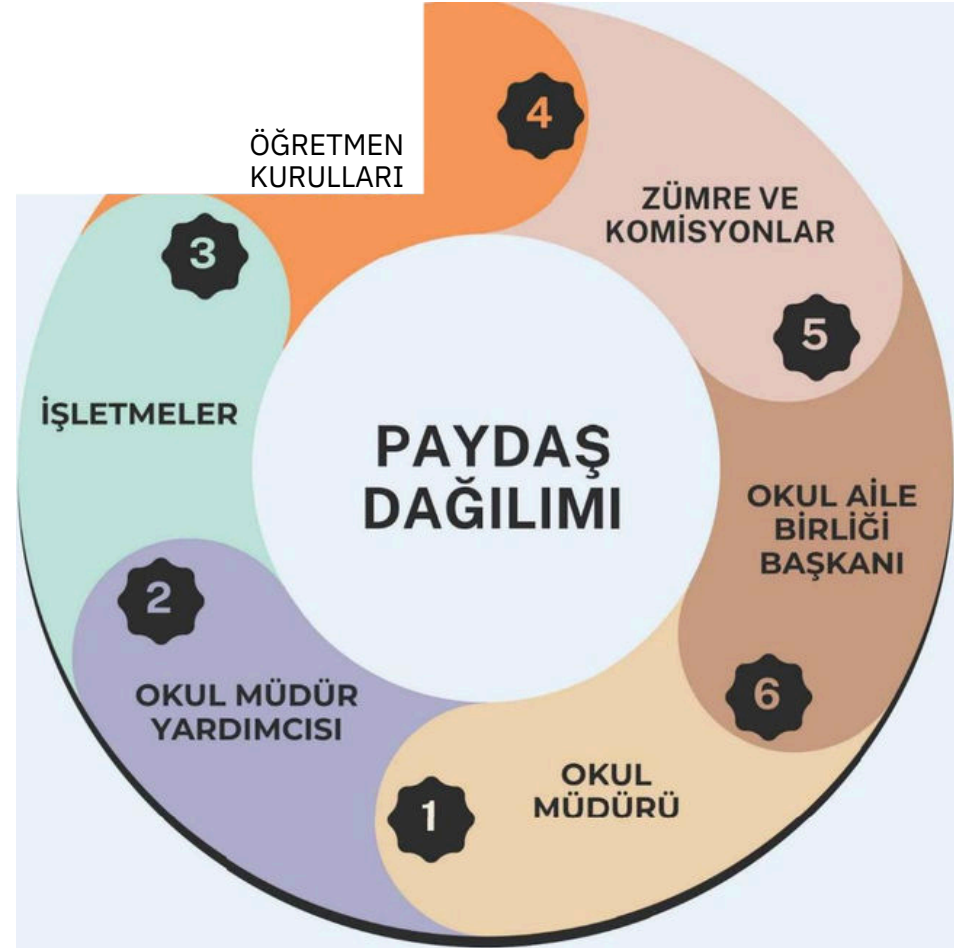 4
ÖĞRETMEN
KURULLARI
ZÜMRE VE
KOMİSYONLAR
3
5
İŞLETMELER
PAYDAŞ
DAĞILIMI
OKUL AİLE
BİRLİĞİ
BAŞKANI
2
OKUL MÜDÜR
YARDIMCISI
6
OKUL
MÜDÜRÜ
1